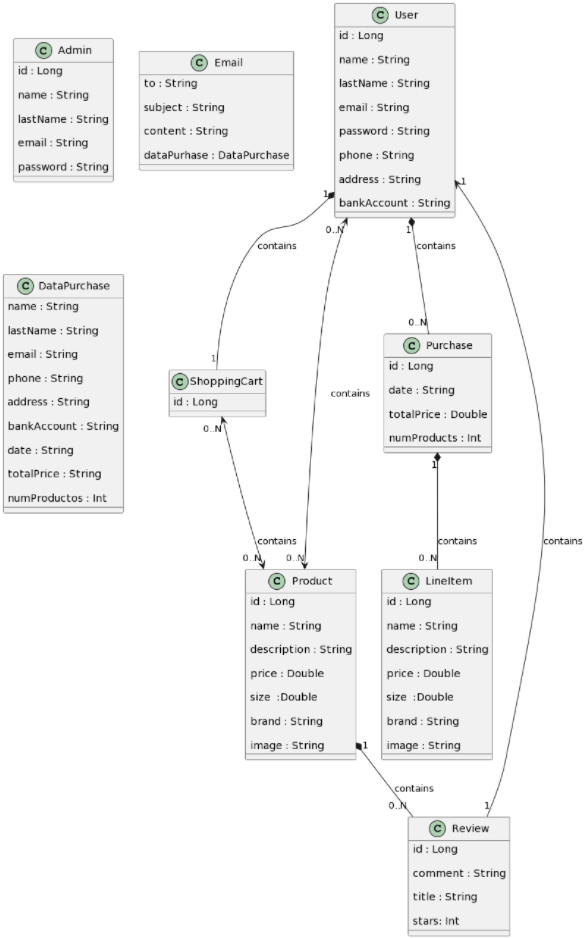 C User
id : Long
name : String
lastName : String
email : String
password : String
phone : String
address : String
bankAccount : String
C Admin
id : Long
name : String
lastName : String
email : String
password : String
C Email
to : String
subject : String
content : String
dataPurhase : DataPurchase
1
0..N
1
1
contains
contains
C DataPurchase
name : String
lastName : String
email : String
phone : String
address : String
bankAccount : String
date : String
totalPrice : String
numProductos : Int
0..N
C Purchase
id : Long
date : String
totalPrice : Double
numProducts : Int
1
C ShoppingCart
id : Long
0..N
contains
1
contains
contains
contains
0..N
0..N
0..N
C Product
id : Long
name : String
description : String
price : Double
size :Double
brand : String
image : String
C LineItem
id : Long
name : String
description : String
price : Double
size :Double
brand : String
image : String
1
contains
0..N
1
C Review
id : Long
comment : String
title : String
stars: Int